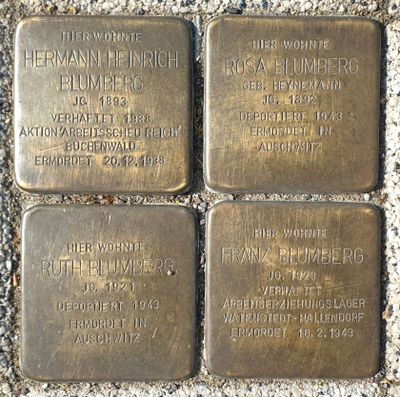 HIER WOHNTE
HERMANN HEINRICH
BLUMBERG
JG. 1893
VERHAFTET 1938
AKTION 'ARBEITSSCHEU REICH'
BUCHENWALD
ERMORDET 20.12.1938
HIER WOHNTE
ROSA BLUMBERG
GEB. HEYNEMANN
JG. 1892
DEPORTIERT 1943
ERMORDET IN
AUSCHWITZ
HIER WOHNTE
RUTH BLUMBERG
JG. 1921
DEPORTIERT 1943
ERMORDET IN
AUSCHWITZ
HIER WOHNTE
FRANZ BLUMBERG
JG. 1923
VERHAFTET
ARBEITSERZIEHUNGSLAGER
WATENSTEDT-HALLENDORF
ERMORDET 18.2.1943